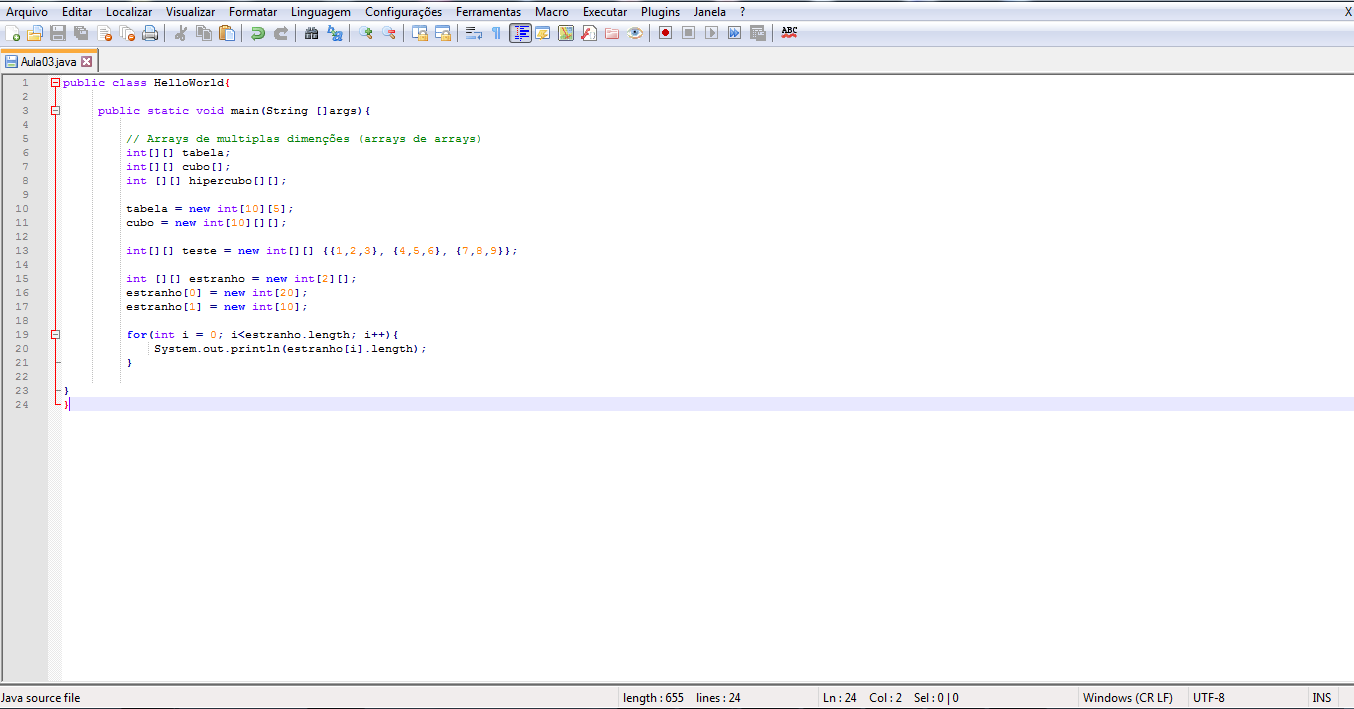 Arquivo Editar Localizar Visualizar Formatar Linguagem Configurações Ferramentas Macro Executar Plugins Janela ? X
ABC
Aula03.java
1 public class HelloWorld{
2
3 public static void main(String []args){
4
5 // Arrays de multiplas dimenções (arrays de arrays)
6 int[][] tabela;
7 int[][] cubo[];
8 int [][] hipercubo[][];
9
10 tabela = new int[10][5];
11 cubo = new int[10][][];
12
13 int[][] teste = new int[][] {{1,2,3}, {4,5,6}, {7,8,9}};
14
15 int [][] estranho = new int[2][];
16 estranho[0] = new int[20];
17 estranho[1] = new int[10];
18
19 for(int i = 0; i<estranho.length; i++){
20 System.out.println(estranho[i].length);
21 }
22
23 }
24 }
Java source file length : 655 lines : 24 Ln : 24 Col : 2 Sel : 0 | 0 Windows (CR LF) UTF-8 INS